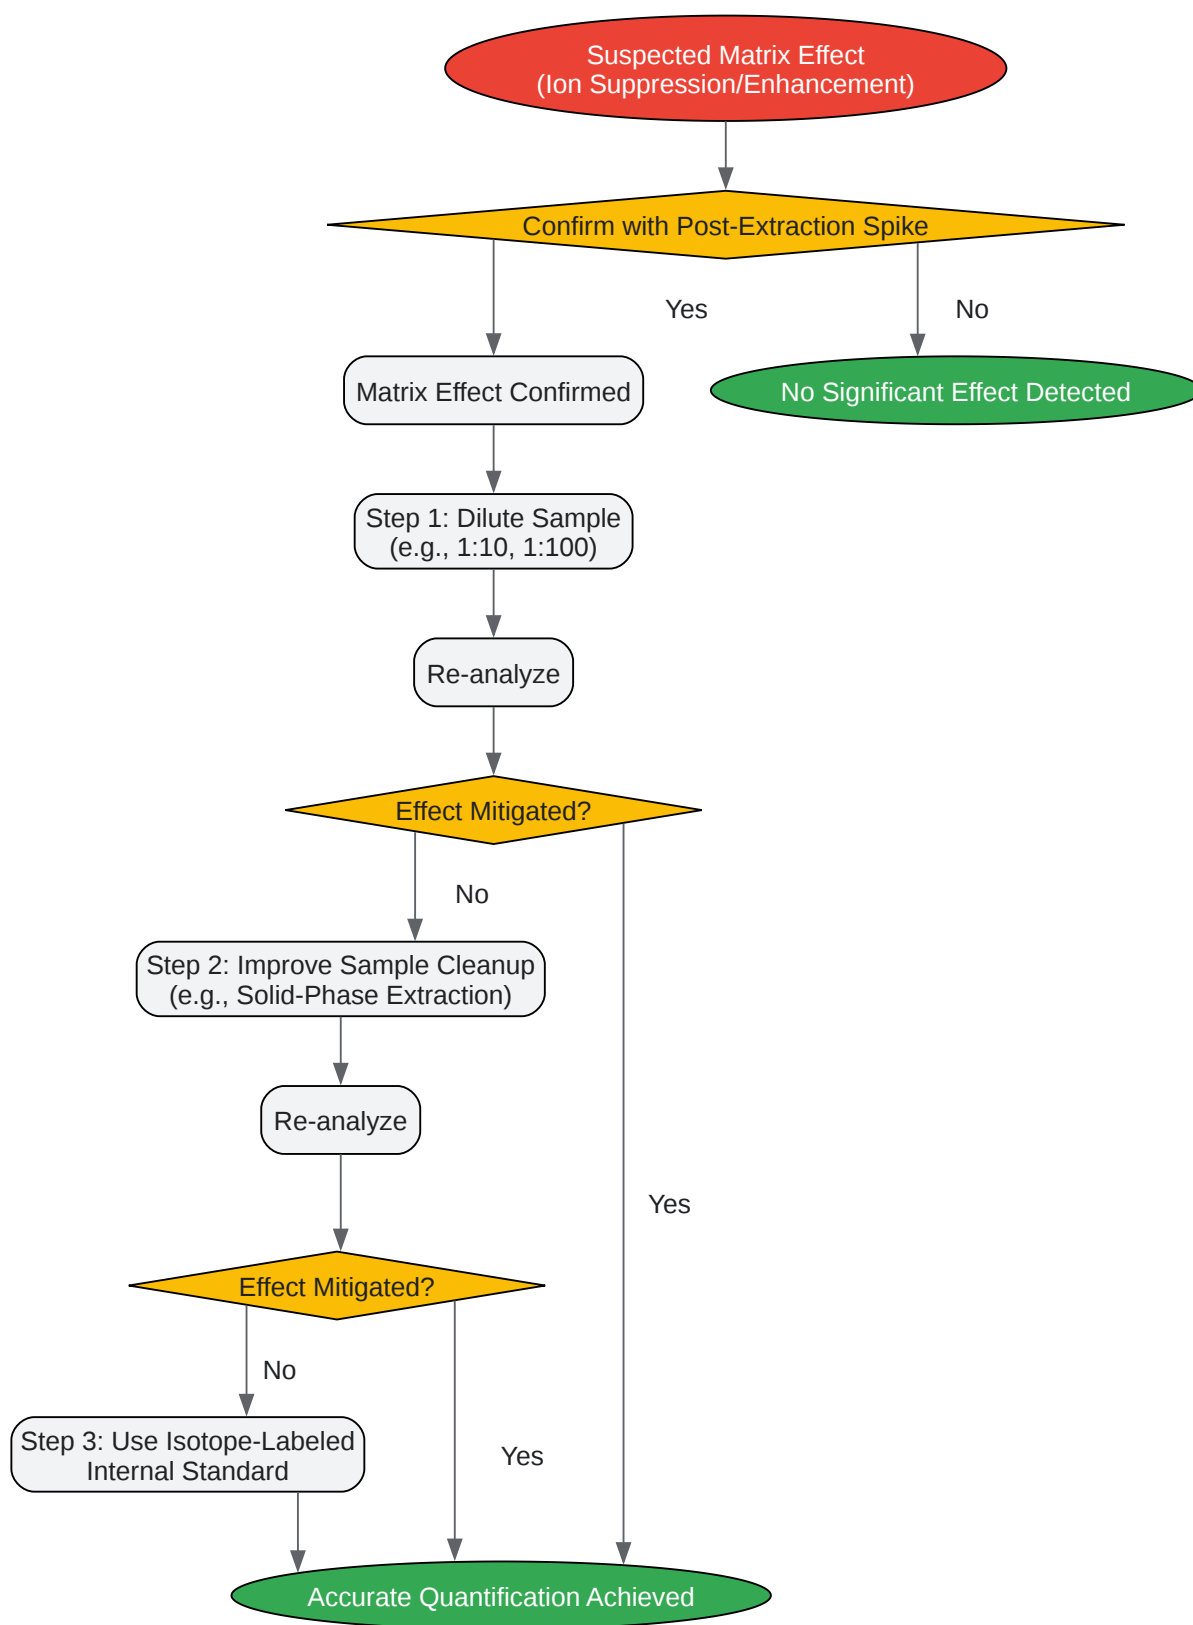 Suspected Matrix Effect
(Ion Suppression/Enhancement)
Confirm with Post-Extraction Spike
Yes
No
Matrix Effect Confirmed
No Significant Effect Detected
Step 1: Dilute Sample
(e.g., 1:10, 1:100)
Re-analyze
Effect Mitigated?
No
Step 2: Improve Sample Cleanup
(e.g., Solid-Phase Extraction)
Re-analyze
Yes
Effect Mitigated?
No
Step 3: Use Isotope-Labeled
Internal Standard
Yes
Accurate Quantification Achieved